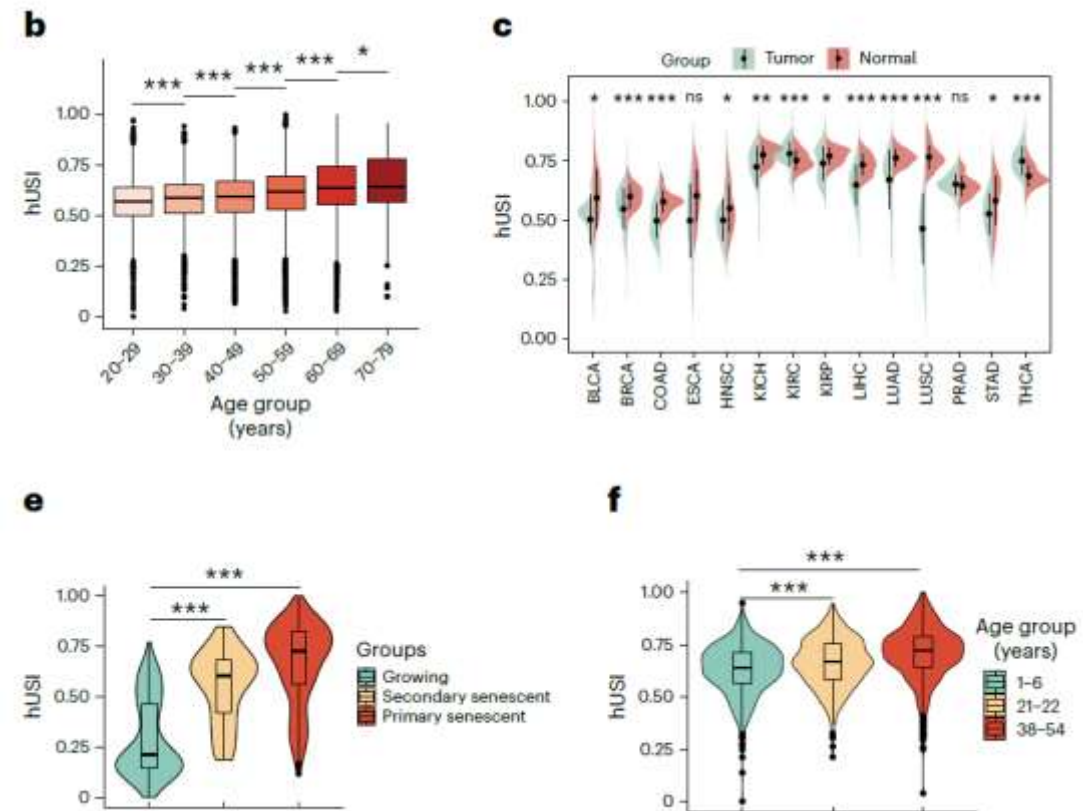 b
*** *** *** *** *
hUSI
1.00
0.75
0.50
0.25
0
20–29 30–39 40–49 50–59 60–69 70–79
Age group
(years)
c
Group Tumor Normal
* *** *** ns * ** *** * *** *** *** ns * ***
hUSI
1.00
0.75
0.50
0.25
0.00
BLCA BRCA COAD ESCA HNSC KICH KIRC KIRP LIHC LUAD LUSC PRAD STAD THCA
e
***
***
hUSI
1.00
0.75
0.50
0.25
0
Groups
Growing
Secondary senescent
Primary senescent
f
***
***
hUSI
1.00
0.75
0.50
0.25
0
Age group
(years)
1–6
21–22
38–54